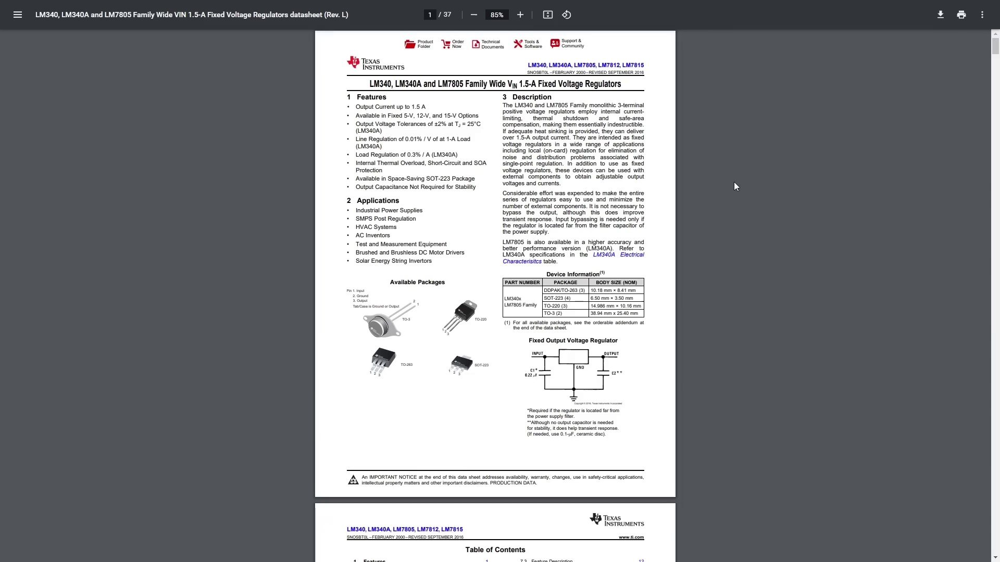 LM340, LM340A and LM7805 Family Wide VIN 1.5-A Fixed Voltage Regulators datasheet (Rev. L)
1 / 37
85%
Product
Folder
Order
Now
Technical
Documents
Tools &
Software
Support &
Community
TEXAS
INSTRUMENTS
LM340, LM340A, LM7805, LM7812, LM7815
SNOSBT0L –FEBRUARY 2000–REVISED SEPTEMBER 2016
LM340, LM340A and LM7805 Family Wide VIN 1.5-A Fixed Voltage Regulators
1 Features
• Output Current up to 1.5 A
• Available in Fixed 5-V, 12-V, and 15-V Options
• Output Voltage Tolerances of ±2% at TJ = 25°C
(LM340A)
• Line Regulation of 0.01% / V of at 1-A Load
(LM340A)
• Load Regulation of 0.3% / A (LM340A)
• Internal Thermal Overload, Short-Circuit and SOA
Protection
• Available in Space-Saving SOT-223 Package
• Output Capacitance Not Required for Stability
2 Applications
• Industrial Power Supplies
• SMPS Post Regulation
• HVAC Systems
• AC Inventors
• Test and Measurement Equipment
• Brushed and Brushless DC Motor Drivers
• Solar Energy String Invertors
Available Packages
Pin 1. Input
2. Ground
3. Output
Tab/Case is Ground or Output
2
1
TO-3
TO-220
1
2
3
TO-263
1 2 3
SOT-223
1 2 3
3 Description
The LM340 and LM7805 Family monolithic 3-terminal
positive voltage regulators employ internal current-
limiting, thermal shutdown and safe-area
compensation, making them essentially indestructible.
If adequate heat sinking is provided, they can deliver
over 1.5-A output current. They are intended as fixed
voltage regulators in a wide range of applications
including local (on-card) regulation for elimination of
noise and distribution problems associated with
single-point regulation. In addition to use as fixed
voltage regulators, these devices can be used with
external components to obtain adjustable output
voltages and currents.
Considerable effort was expended to make the entire
series of regulators easy to use and minimize the
number of external components. It is not necessary to
bypass the output, although this does improve
transient response. Input bypassing is needed only if
the regulator is located far from the filter capacitor of
the power supply.
LM7805 is also available in a higher accuracy and
better performance version (LM340A). Refer to
LM340A specifications in the LM340A Electrical
Characterisitcs table.
Device Information(1)
PART NUMBER PACKAGE BODY SIZE (NOM)
LM340x
LM7805 Family
DDPAK/TO-263 (3) 10.18 mm × 8.41 mm
SOT-223 (4) 6.50 mm × 3.50 mm
TO-220 (3) 14.986 mm × 10.16 mm
TO-3 (2) 38.94 mm x 25.40 mm
(1) For all available packages, see the orderable addendum at
the end of the data sheet.
Fixed Output Voltage Regulator
INPUT OUTPUT
GND
C1*
0.22 µF
C2**
Copyright © 2016, Texas Instruments Incorporated
*Required if the regulator is located far from
the power supply filter.
**Although no output capacitor is needed
for stability, it does help transient response.
(If needed, use 0.1-µF, ceramic disc).
An IMPORTANT NOTICE at the end of this data sheet addresses availability, warranty, changes, use in safety-critical applications,
intellectual property matters and other important disclaimers. PRODUCTION DATA.
TEXAS
INSTRUMENTS
LM340, LM340A, LM7805, LM7812, LM7815
SNOSBT0L –FEBRUARY 2000–REVISED SEPTEMBER 2016
www.ti.com
Table of Contents
1 Features 1
7.3 Feature Description 12